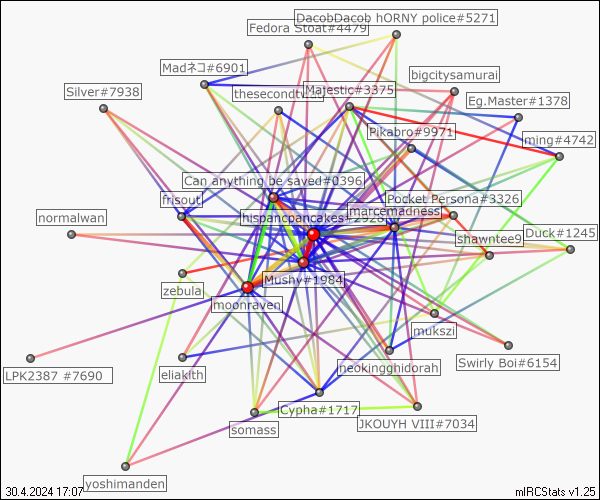 DacobDacob hORNY police#5271
Fedora Stoat#4479
Madネコ#6901
bigcitysamurai
Silver#7938
Majestic#3375
Eg.Master#1378
Pikabro#9971
ming#4742
Can anything be saved#0396
frisout
Pocket Persona#3326
marcemadness
normalwan
hispancpancakes
shawntee9
Duck#1245
Mushy#1984
zebula
moonraven
mukszi
LPK2387 #7690
eliakith
neokingghidorah
Swirly Boi#6154
Cypha#1717
somass
JKOUYH VIII#7034
yoshimanden
30.4.2024 17:07
mIRCStats v1.25